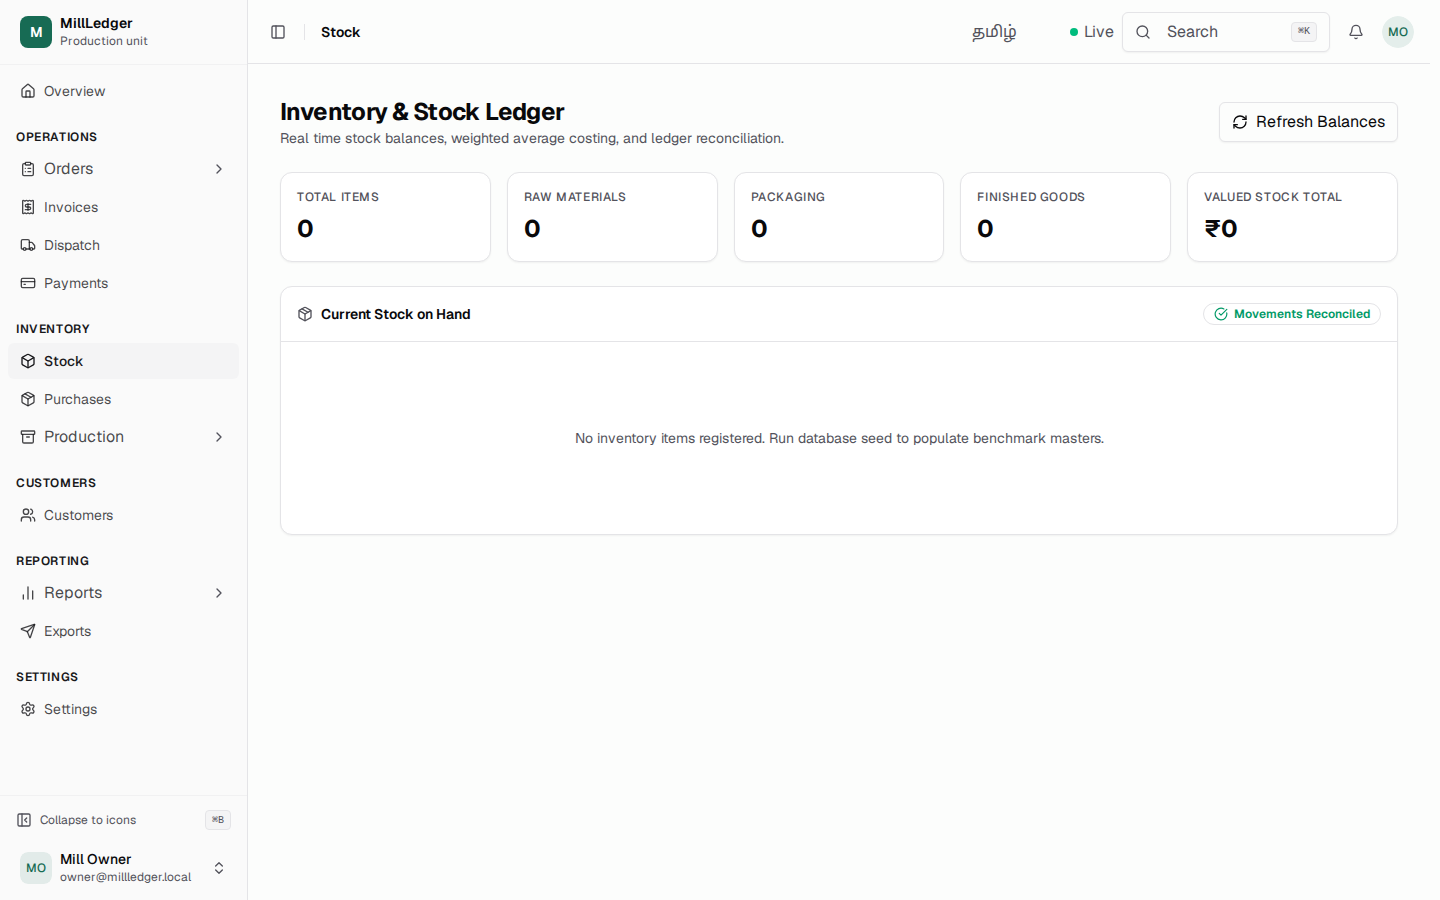 M
MillLedger
Production unit
Overview
OPERATIONS
Orders
Invoices
Dispatch
Payments
INVENTORY
Stock
Purchases
Production
CUSTOMERS
Customers
REPORTING
Reports
Exports
SETTINGS
Settings
Collapse to icons ⌘B
MO
Mill Owner
owner@millledger.local
Stock
தமிழ்
Live
Search ⌘K
MO
Inventory & Stock Ledger
Real time stock balances, weighted average costing, and ledger reconciliation.
Refresh Balances
TOTAL ITEMS
0
RAW MATERIALS
0
PACKAGING
0
FINISHED GOODS
0
VALUED STOCK TOTAL
₹0
Current Stock on Hand
Movements Reconciled
No inventory items registered. Run database seed to populate benchmark masters.